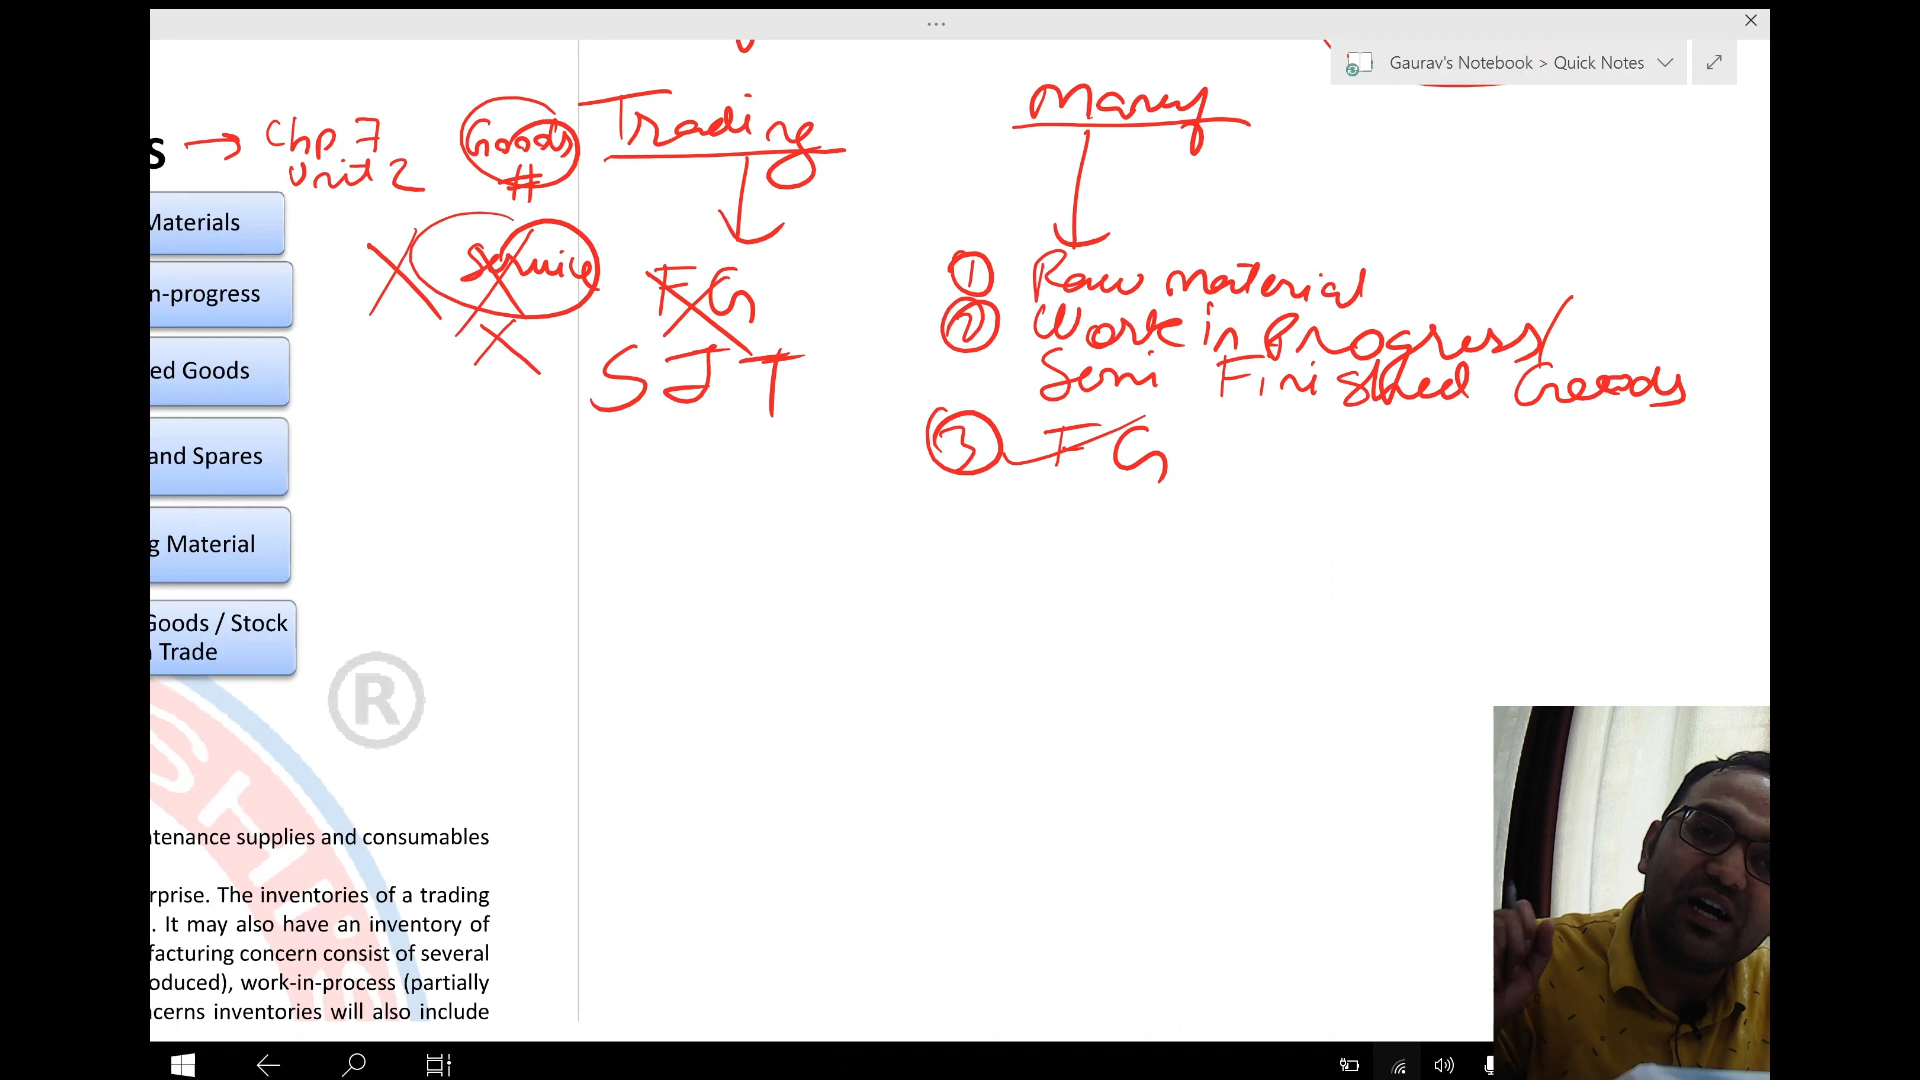 Gaurav's Notebook > Quick Notes
s → Chp 7
Unit 2
Goods
#
Service
Trading
FG
SIT
Manuf
① Raw material
② Work in Progress/
Semi Finished Goods
③ FG
Materials
n-progress
ed Goods
and Spares
g Material
Goods / Stock
Trade
®
SHI
tenance supplies and consumables
rprise. The inventories of a trading
. It may also have an inventory of
facturing concern consist of several
oduced), work-in-process (partially
cerns inventories will also include